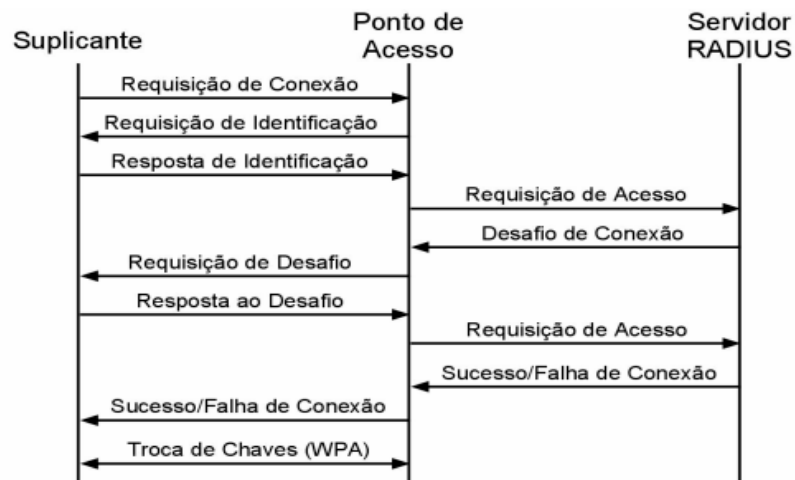 Suplicante
Ponto de
Acesso
Servidor
RADIUS
Requisição de Conexão
Requisição de Identificação
Resposta de Identificação
Requisição de Acesso
Desafio de Conexão
Requisição de Desafio
Resposta ao Desafio
Requisição de Acesso
Sucesso/Falha de Conexão
Sucesso/Falha de Conexão
Troca de Chaves (WPA)